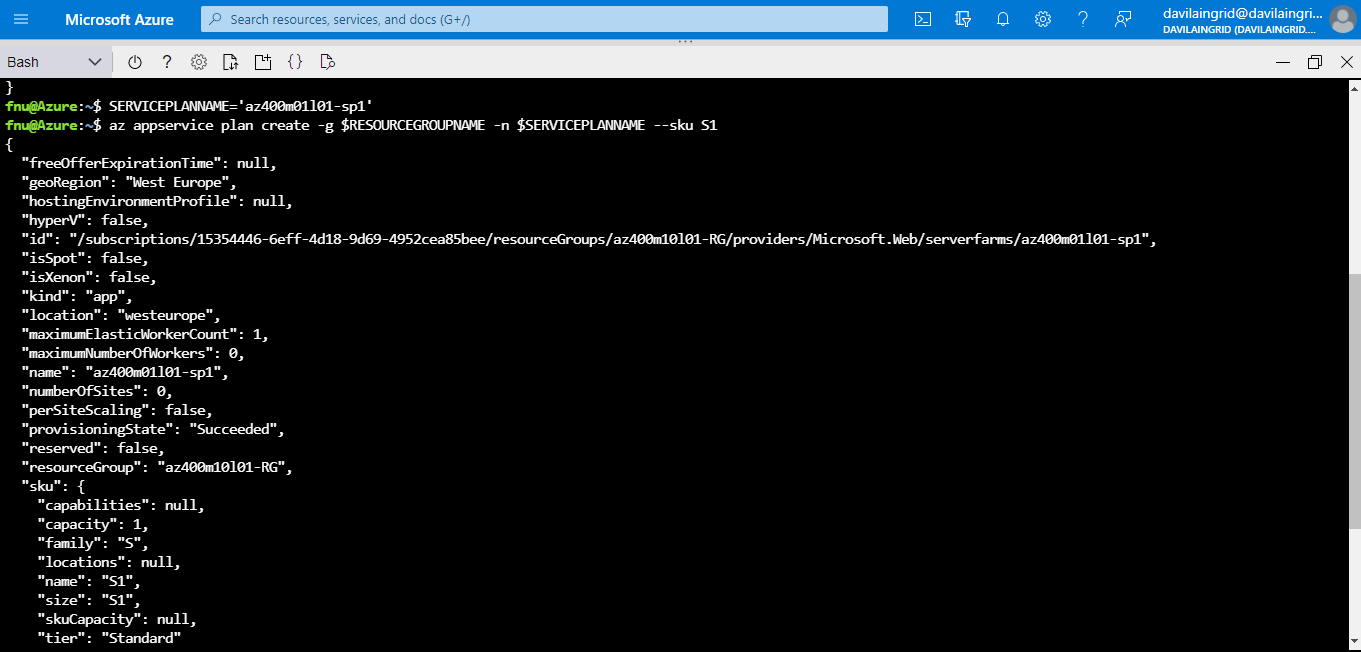 Microsoft Azure
Search resources, services, and docs (G+/)
davilaingrid@davilaingri...
DAVILAINGRID (DAVILAINGRID....
Bash
}
fnu@Azure:~$ SERVICEPLANNAME='az400m01l01-sp1'
fnu@Azure:~$ az appservice plan create -g $RESOURCEGROUPNAME -n $SERVICEPLANNAME --sku S1
{
  "freeOfferExpirationTime": null,
  "geoRegion": "West Europe",
  "hostingEnvironmentProfile": null,
  "hyperV": false,
  "id": "/subscriptions/15354446-6eff-4d18-9d69-4952cea85bee/resourceGroups/az400m10l01-RG/providers/Microsoft.Web/serverfarms/az400m01l01-sp1",
  "isSpot": false,
  "isXenon": false,
  "kind": "app",
  "location": "westeurope",
  "maximumElasticWorkerCount": 1,
  "maximumNumberOfWorkers": 0,
  "name": "az400m01l01-sp1",
  "numberOfSites": 0,
  "perSiteScaling": false,
  "provisioningState": "Succeeded",
  "reserved": false,
  "resourceGroup": "az400m10l01-RG",
  "sku": {
    "capabilities": null,
    "capacity": 1,
    "family": "S",
    "locations": null,
    "name": "S1",
    "size": "S1",
    "skuCapacity": null,
    "tier": "Standard"